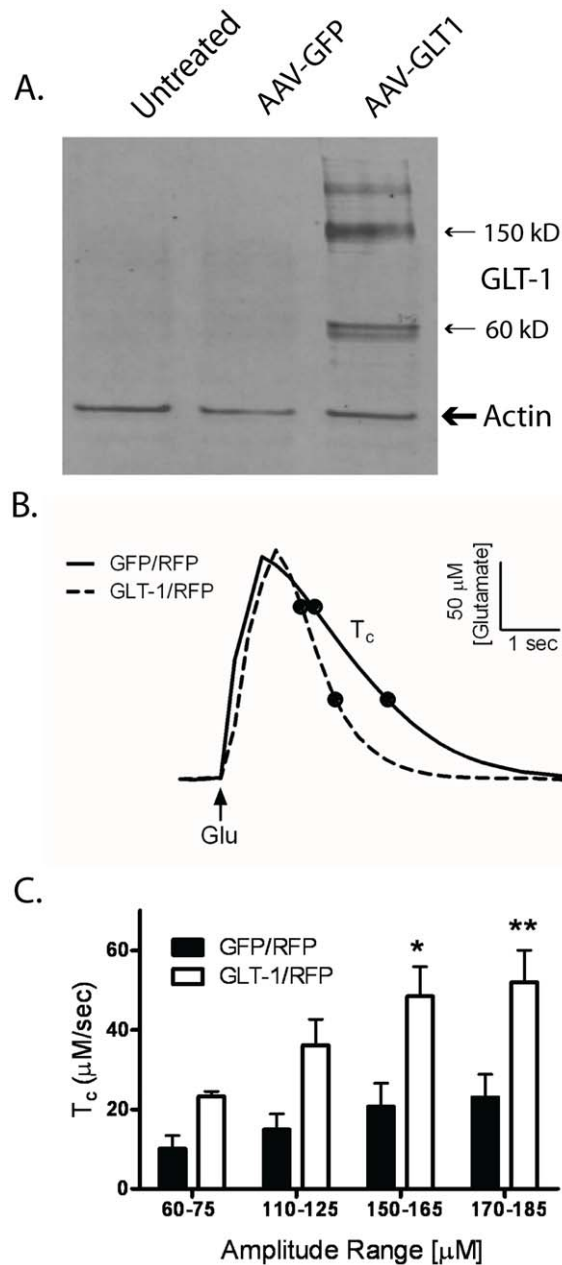 A.
Untreated
AAV-GFP
AAV-GLT1
150 kD
GLT-1
60 kD
Actin
B.
GFP/RFP
GLT-1/RFP
Tc
50 μM
[Glutamate]
1 sec
Glu
C.
GFP/RFP
GLT-1/RFP
*
**
Tc (μM/sec)
60
40
20
0
60-75
110-125
150-165
170-185
Amplitude Range [μM]